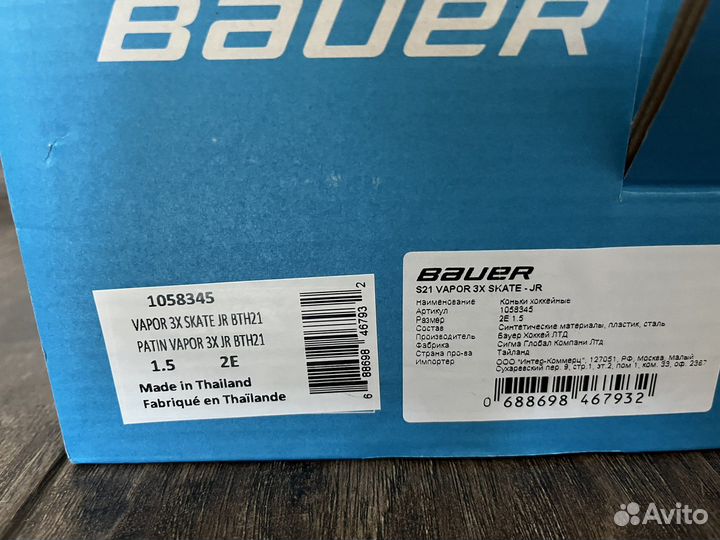 BAUER
1058345
VAPOR 3X SKATE JR BTH21
PATIN VAPOR 3X JR BTH21
1.5 2E
Made in Thailand
Fabriqué en Thaïlande
6 88698 46793 2
BAUER
S21 VAPOR 3X SKATE - JR
Наименование Коньки хоккейные
Артикул 1058345
Размер 2E 1.5
Состав Синтетические материалы, пластик, сталь
Производитель Бауер Хоккей ЛТД
Фабрика Сигма Глобал Компани Лтд
Страна про-ва Тайланд
Импортер ООО "Интер-Коммерц", 127051, РФ, Москва, Малый
Сухаревский пер. 9, стр.1, эт.2, пом 1, ком. 33, оф. 2367
0 688698 467932
Avito